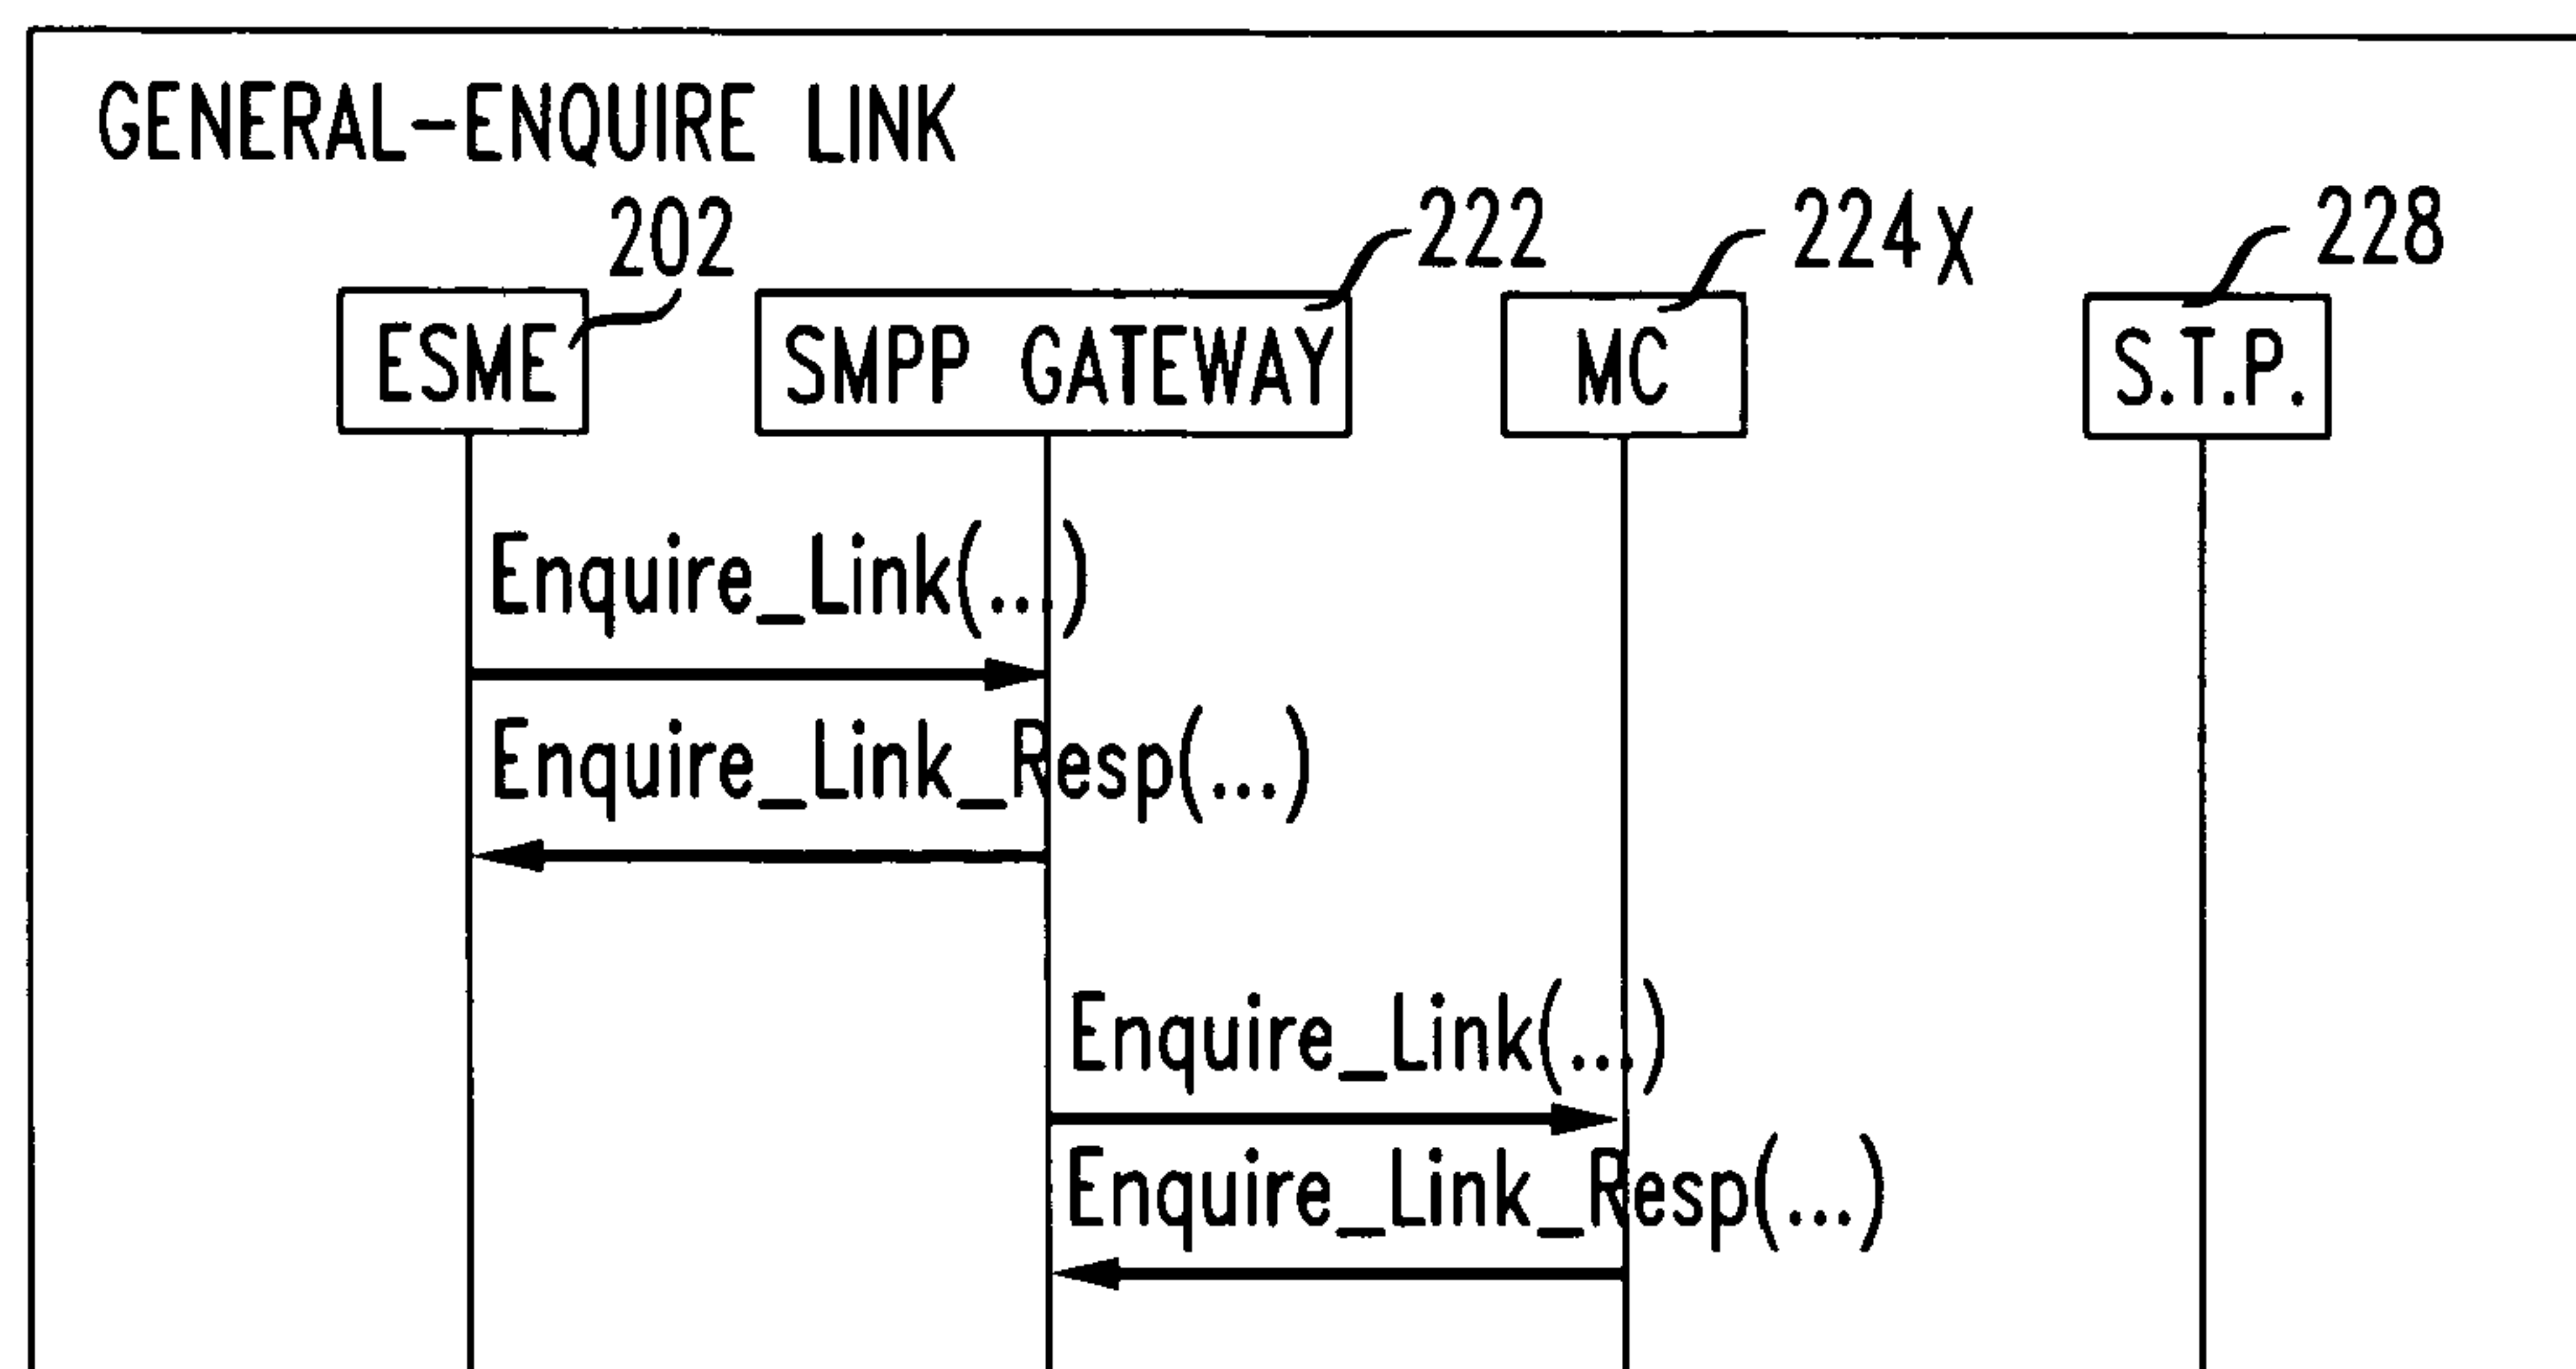 GENERAL-ENQUIRE LINK
202
222
224X
228
ESME
SMPP GATEWAY
MC
S.T.P.
Enquire_Link(...)
Enquire_Link_Resp(...)
Enquire_Link(...)
Enquire_Link_Resp(...)